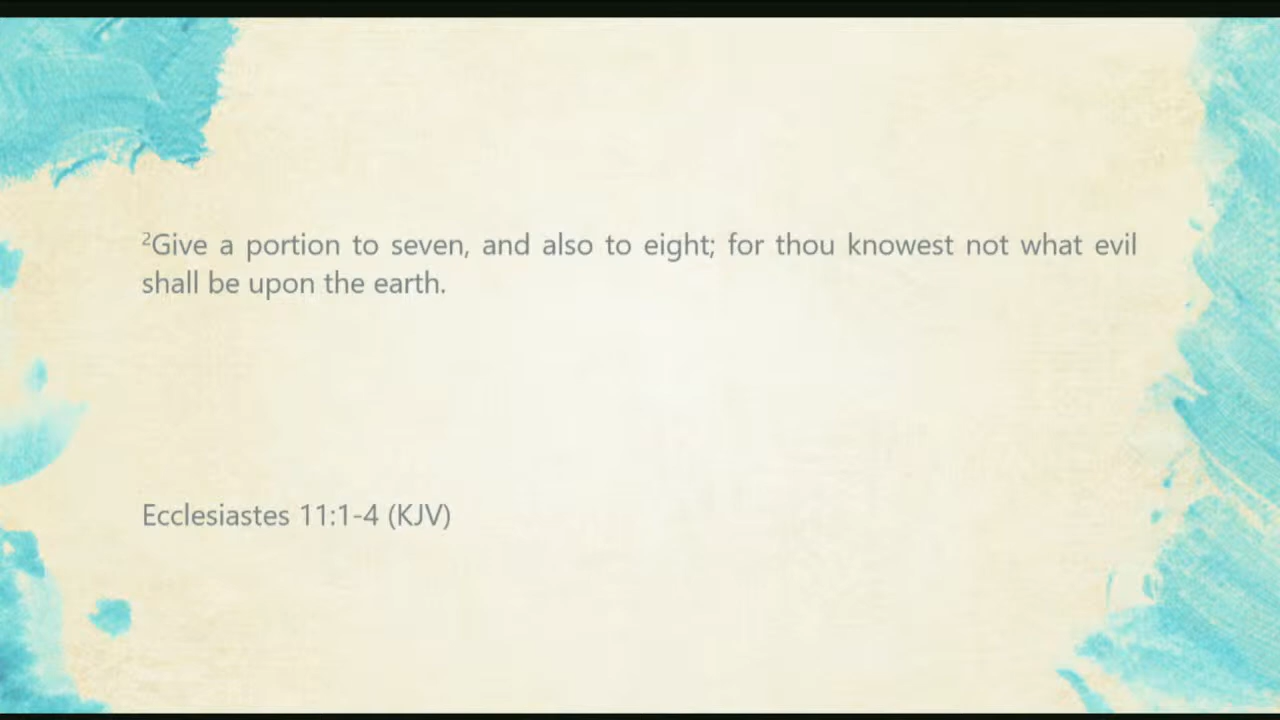 ²Give a portion to seven, and also to eight; for thou knowest not what evil
shall be upon the earth.
Ecclesiastes 11:1-4 (KJV)